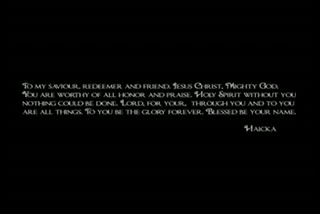 To my saviour, redeemer and friend, Jesus Christ, Mighty God.
You are worthy of all honor and praise. Holy Spirit without you
nothing could be done. Lord, for your, through you and to you
are all things. To you be the glory forever. Blessed be your name.
Haicka